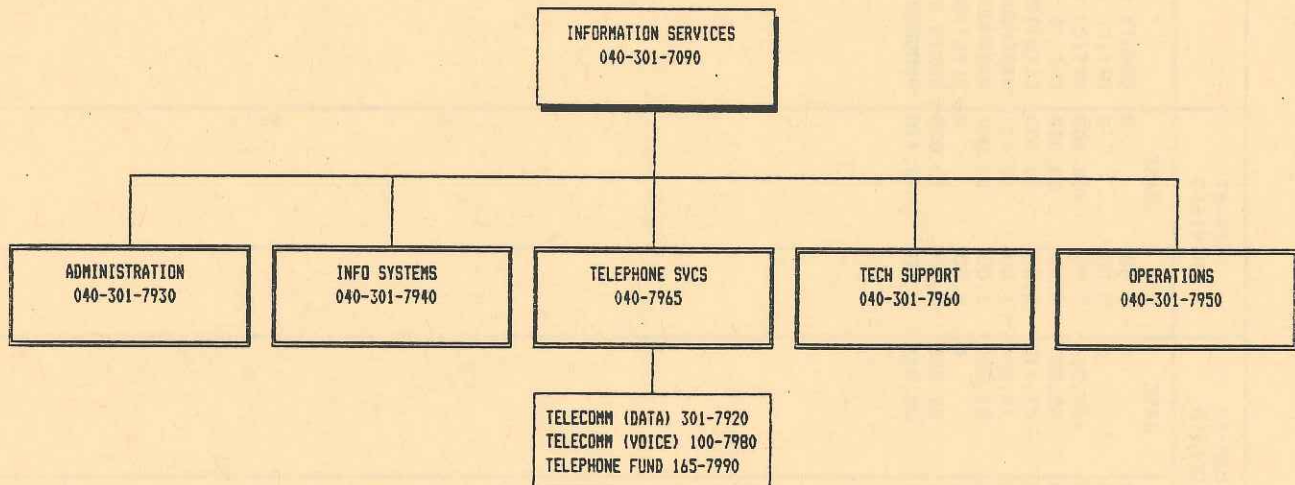 INFORMATION SERVICES
040-301-7090
ADMINISTRATION
040-301-7930
INFO SYSTEMS
040-301-7940
TELEPHONE SVCS
040-7965
TECH SUPPORT
040-301-7960
OPERATIONS
040-301-7950
TELECOMM (DATA) 301-7920
TELECOMM (VOICE) 100-7980
TELEPHONE FUND 165-7990